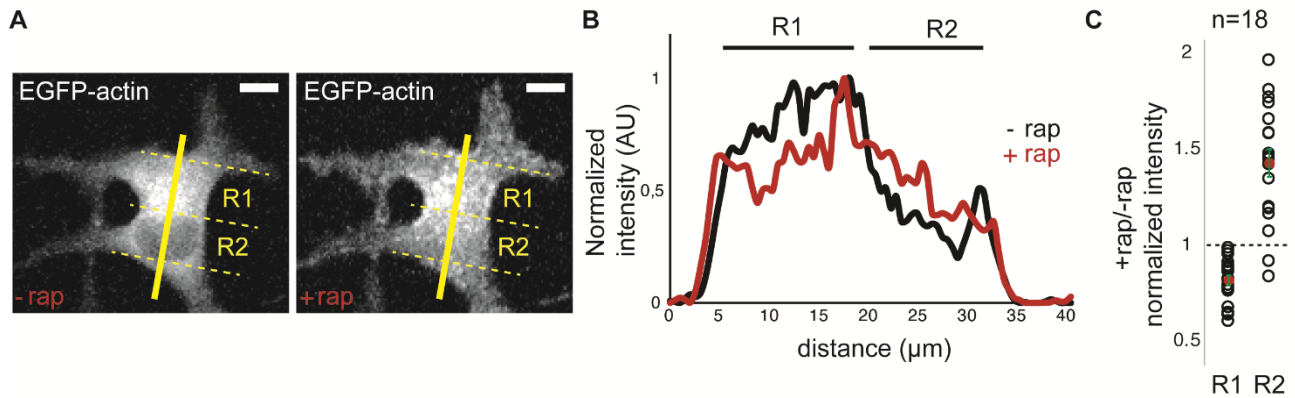 A
EGFP-actin
R1
R2
- rap
EGFP-actin
R1
R2
+ rap
B
R1
R2
Normalized
intensity (AU)
1
0,5
0
- rap
+ rap
0
5
10
15
20
25
30
35
40
distance (µm)
C
n=18
+rap/-rap
normalized intensity
2
1.5
1
0.5
R1
R2